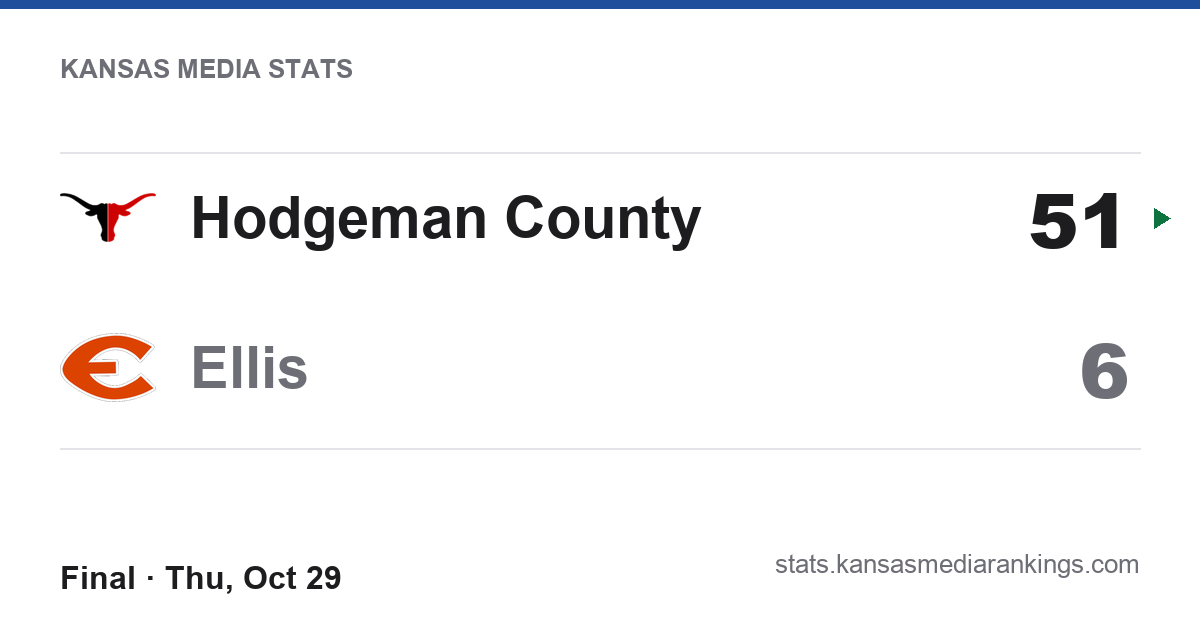 KANSAS MEDIA STATS
Hodgeman County 51
Ellis 6
Final · Thu, Oct 29
stats.kansasmediarankings.com